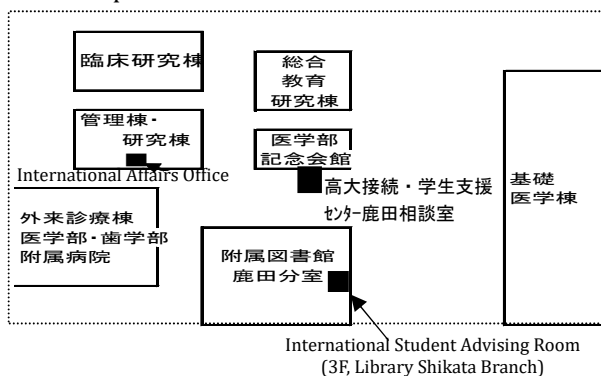 臨床研究棟
総合
教育
研究棟
管理棟・
研究棟
医学部
記念会館
International Affairs Office
高大接続・学生支援
センター鹿田相談室
基礎
医学棟
外来診療棟
医学部・歯学部
附属病院
附属図書館
鹿田分室
International Student Advising Room
(3F, Library Shikata Branch)